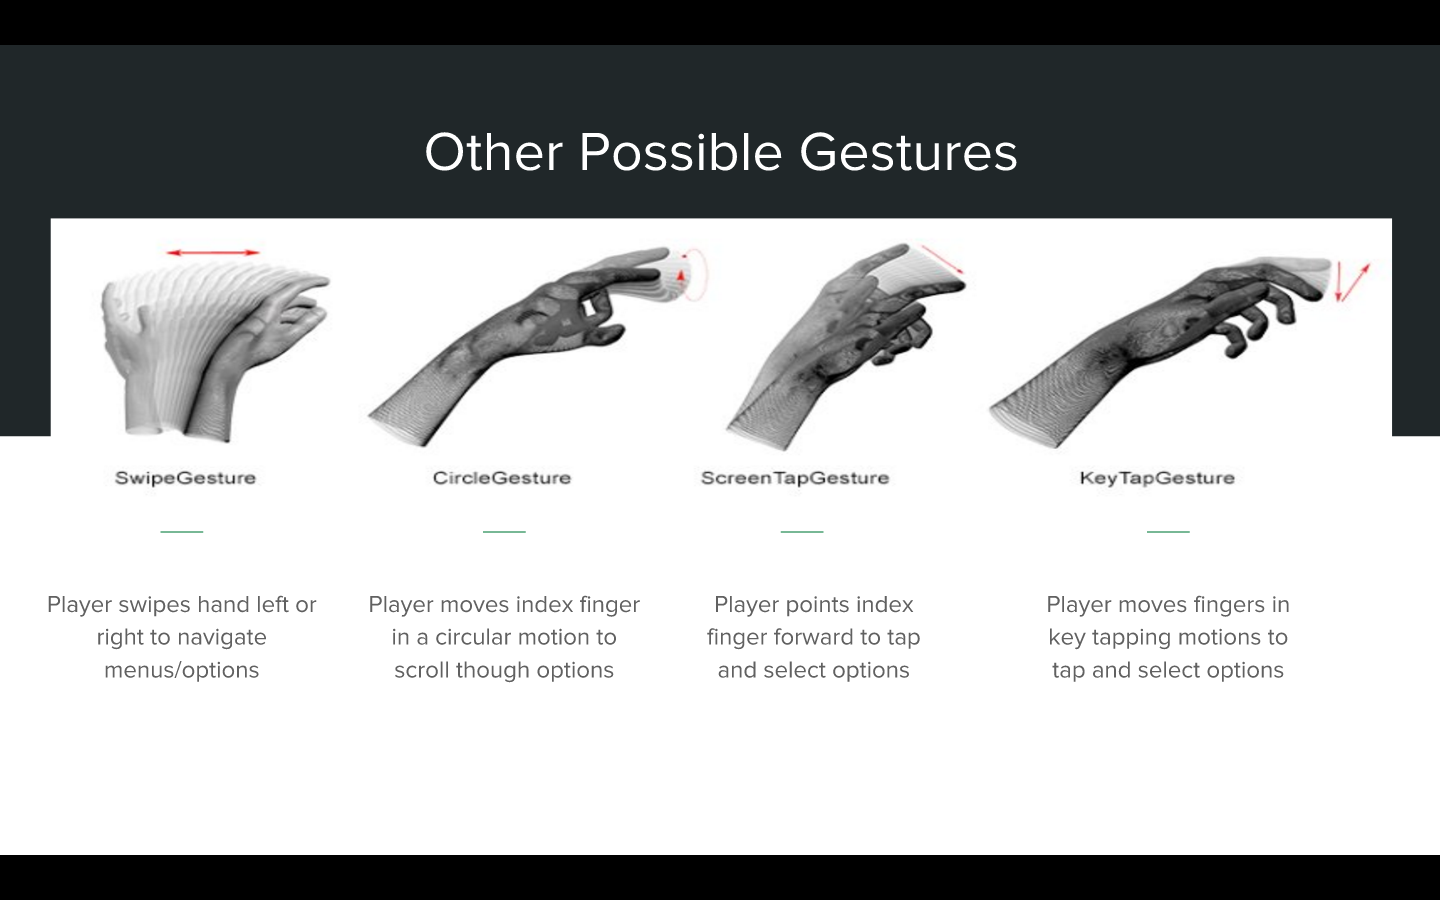 Other Possible Gestures
SwipeGesture
CircleGesture
ScreenTapGesture
KeyTapGesture
Player swipes hand left or
right to navigate
menus/options
Player moves index finger
in a circular motion to
scroll though options
Player points index
finger forward to tap
and select options
Player moves fingers in
key tapping motions to
tap and select options